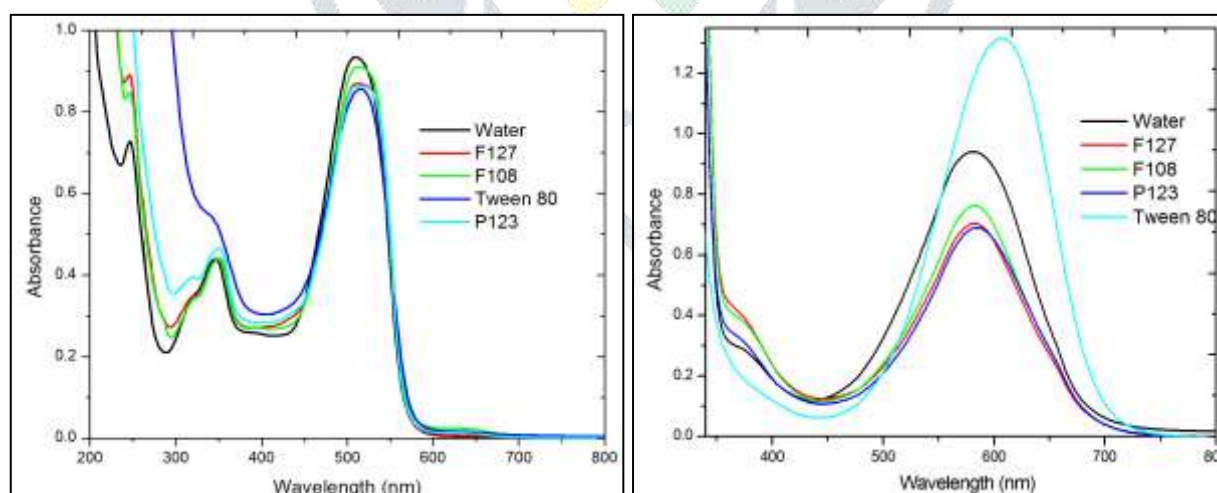 1.0
0.8
0.6
0.4
0.2
0.0
Absorbance
Water
F127
F108
Tween 80
P123
200 300 400 500 600 700 800
Wavelength (nm)
1.2
1.0
0.8
0.6
0.4
0.2
0.0
Absorbance
Water
F127
F108
P123
Tween 80
400 500 600 700 80
Wavelength (nm)